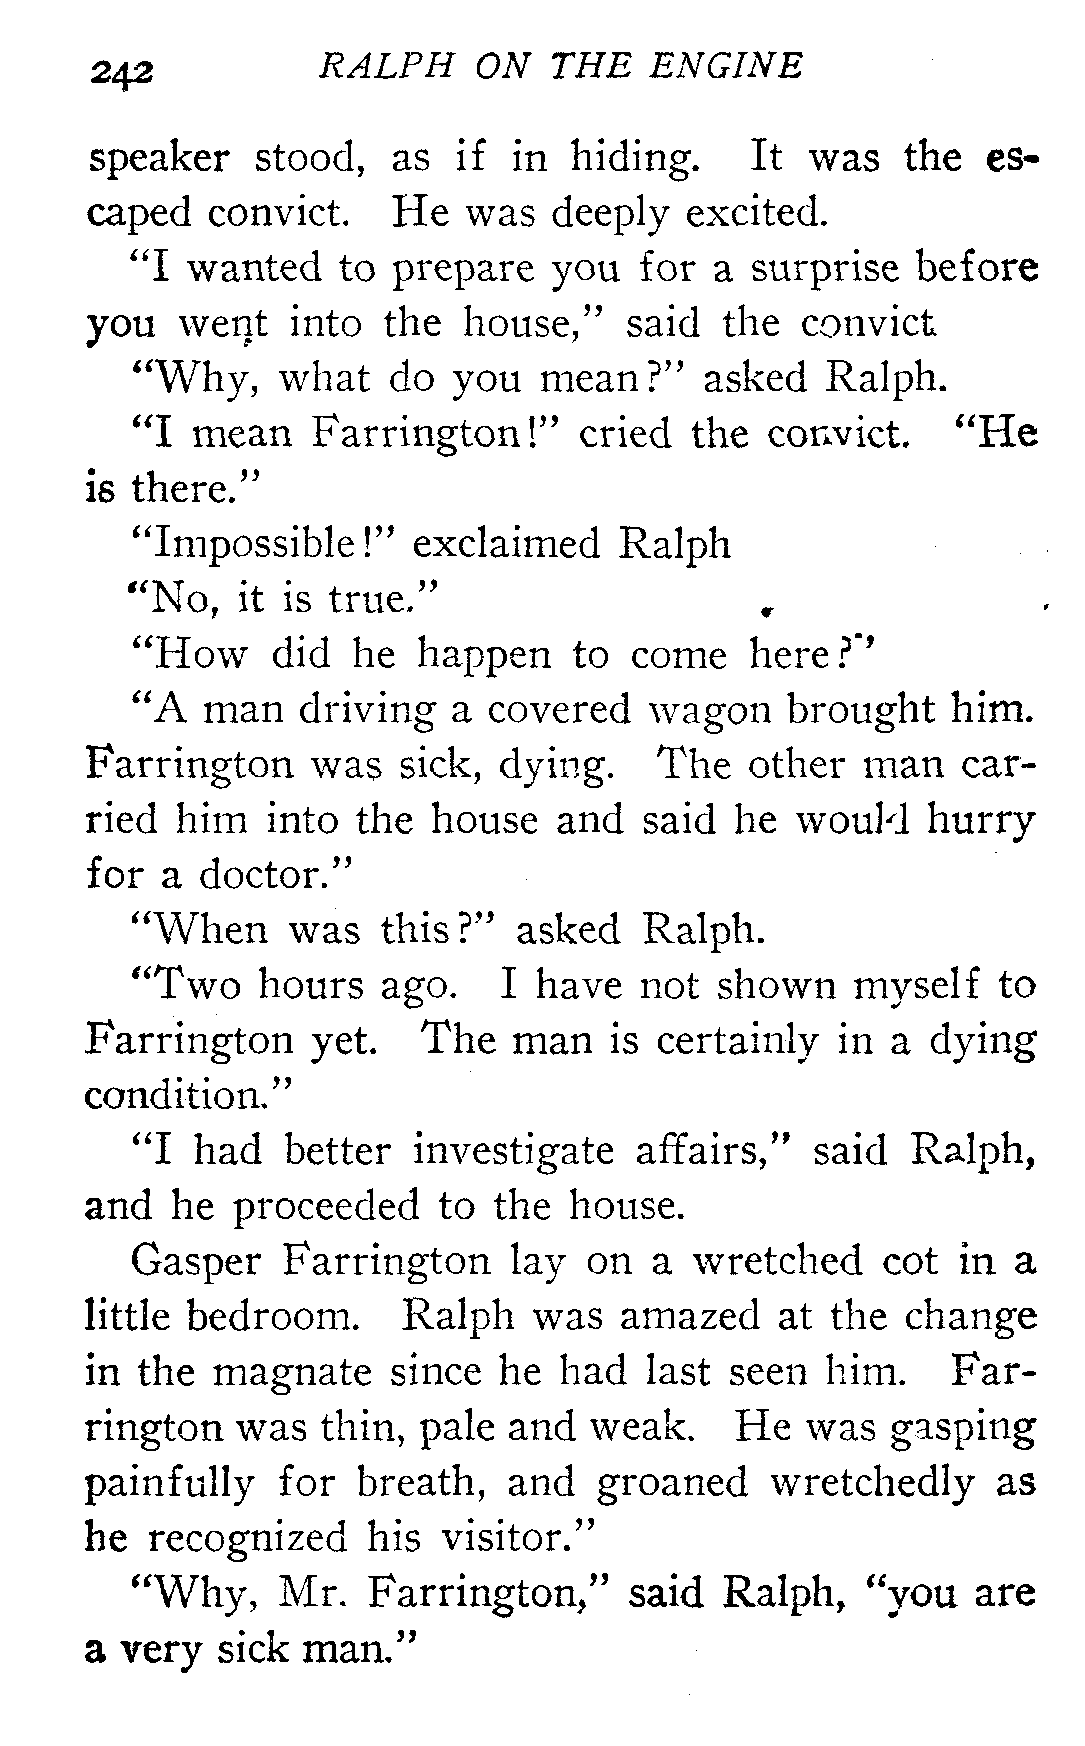 242 RALPH ON THE ENGINE
speaker stood, as if in hiding. It was the es-
caped convict. He was deeply excited.
“I wanted to prepare you for a surprise before
you went into the house,” said the convict
“Why, what do you mean?” asked Ralph.
“I mean Farrington!” cried the convict. “He
is there.”
“Impossible!” exclaimed Ralph
“No, it is true.”
“How did he happen to come here?”
“A man driving a covered wagon brought him.
Farrington was sick, dying. The other man car-
ried him into the house and said he would hurry
for a doctor.”
“When was this?” asked Ralph.
“Two hours ago. I have not shown myself to
Farrington yet. The man is certainly in a dying
condition.”
“I had better investigate affairs,” said Ralph,
and he proceeded to the house.
Gasper Farrington lay on a wretched cot in a
little bedroom. Ralph was amazed at the change
in the magnate since he had last seen him. Far-
rington was thin, pale and weak. He was gasping
painfully for breath, and groaned wretchedly as
he recognized his visitor.”
“Why, Mr. Farrington,” said Ralph, “you are
a very sick man.”